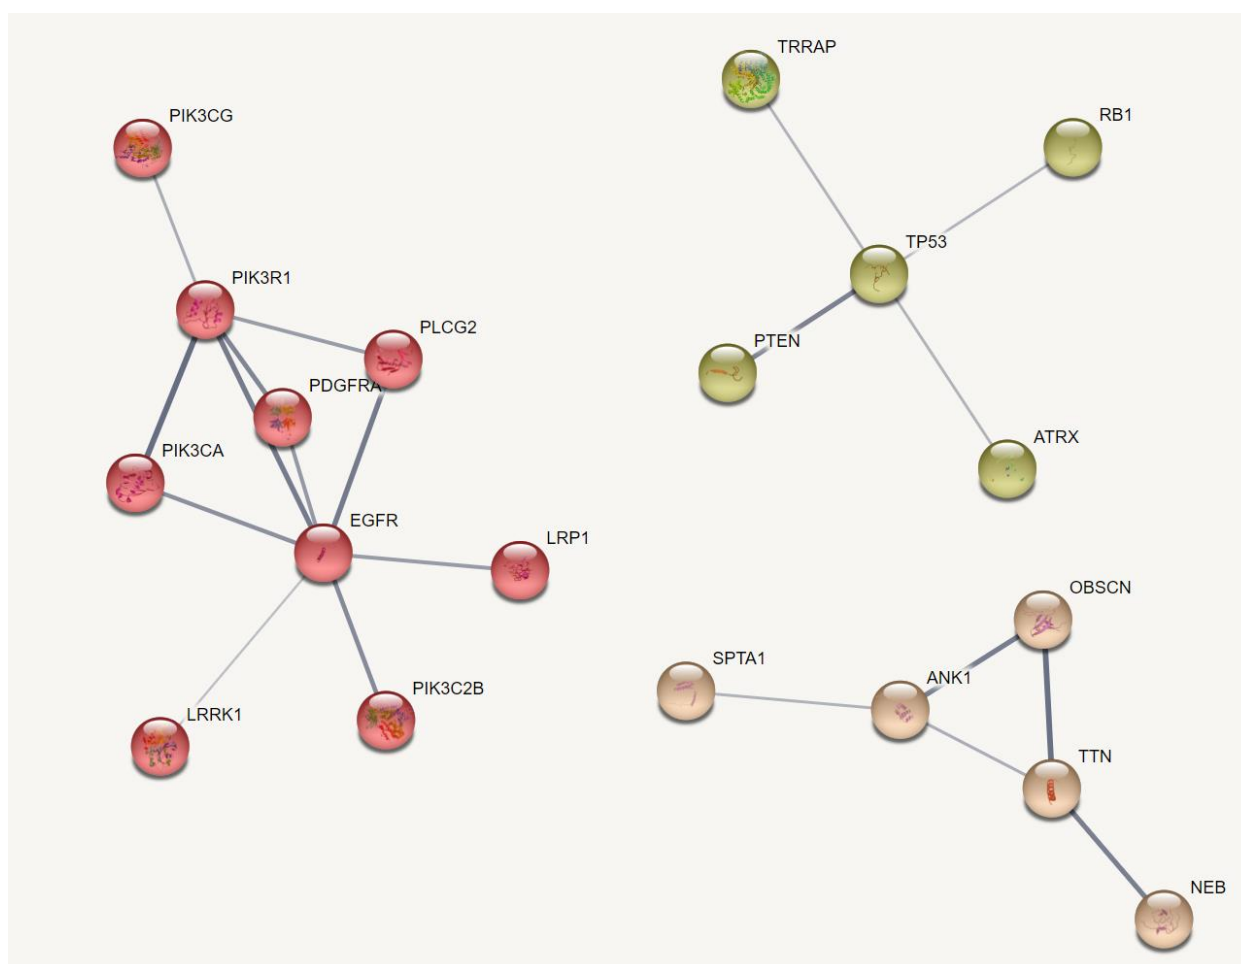 PIK3CG
PIK3R1
PLCG2
PDGFRA
PIK3CA
EGFR
LRP1
PIK3C2B
LRRK1
TRRAP
RB1
TP53
PTEN
ATRX
OBSCN
SPTA1
ANK1
TTN
NEB